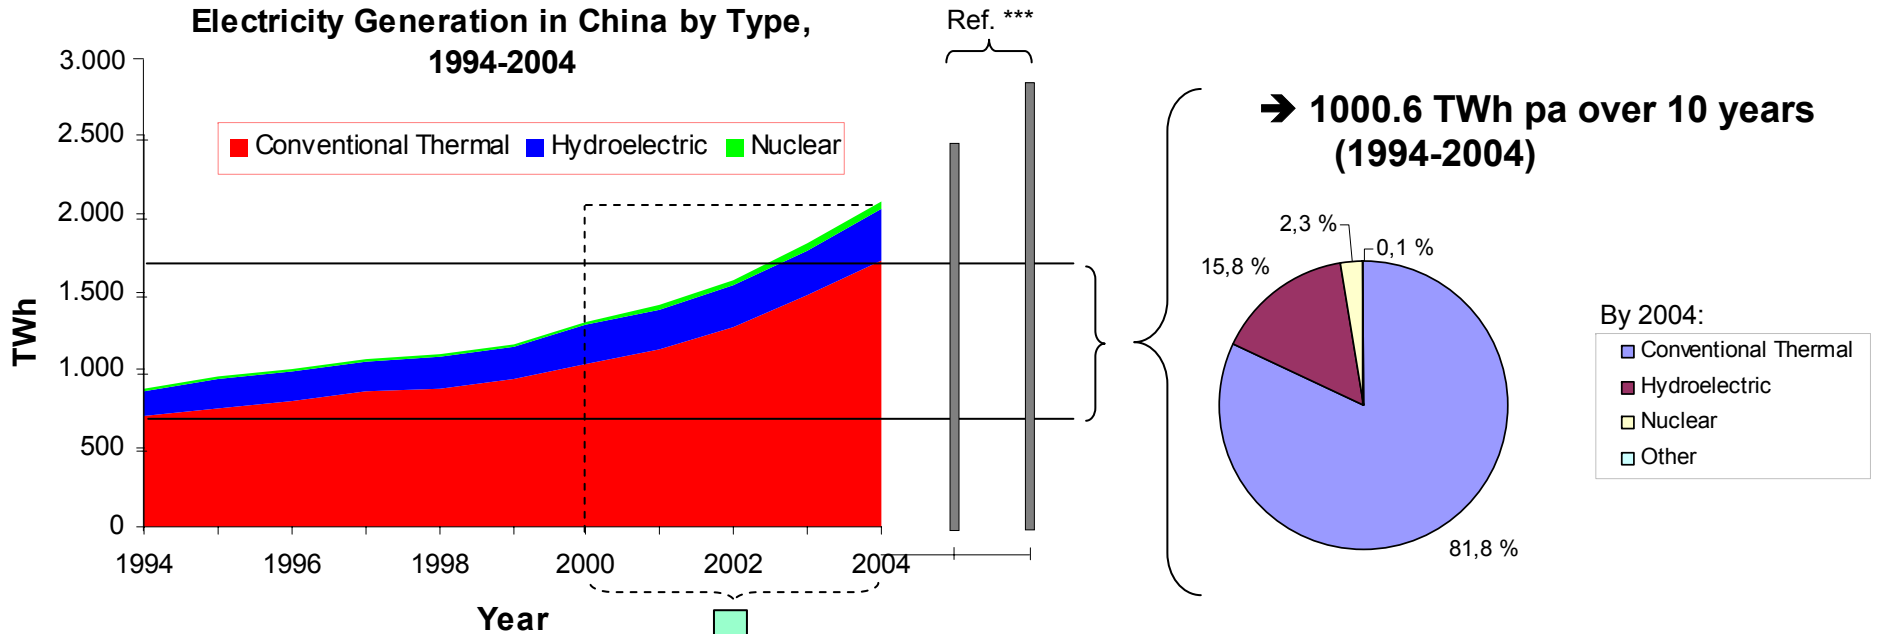 Electricity Generation in China by Type,
1994-2004
Ref. ***
3.000
2.500
2.000
1.500
1.000
500
0
TWh
Conventional Thermal Hydroelectric Nuclear
1994 1996 1998 2000 2002 2004
Year
➔ 1000.6 TWh pa over 10 years
(1994-2004)
2,3 %
0,1 %
15,8 %
81,8 %
By 2004:
Conventional Thermal
Hydroelectric
Nuclear
Other